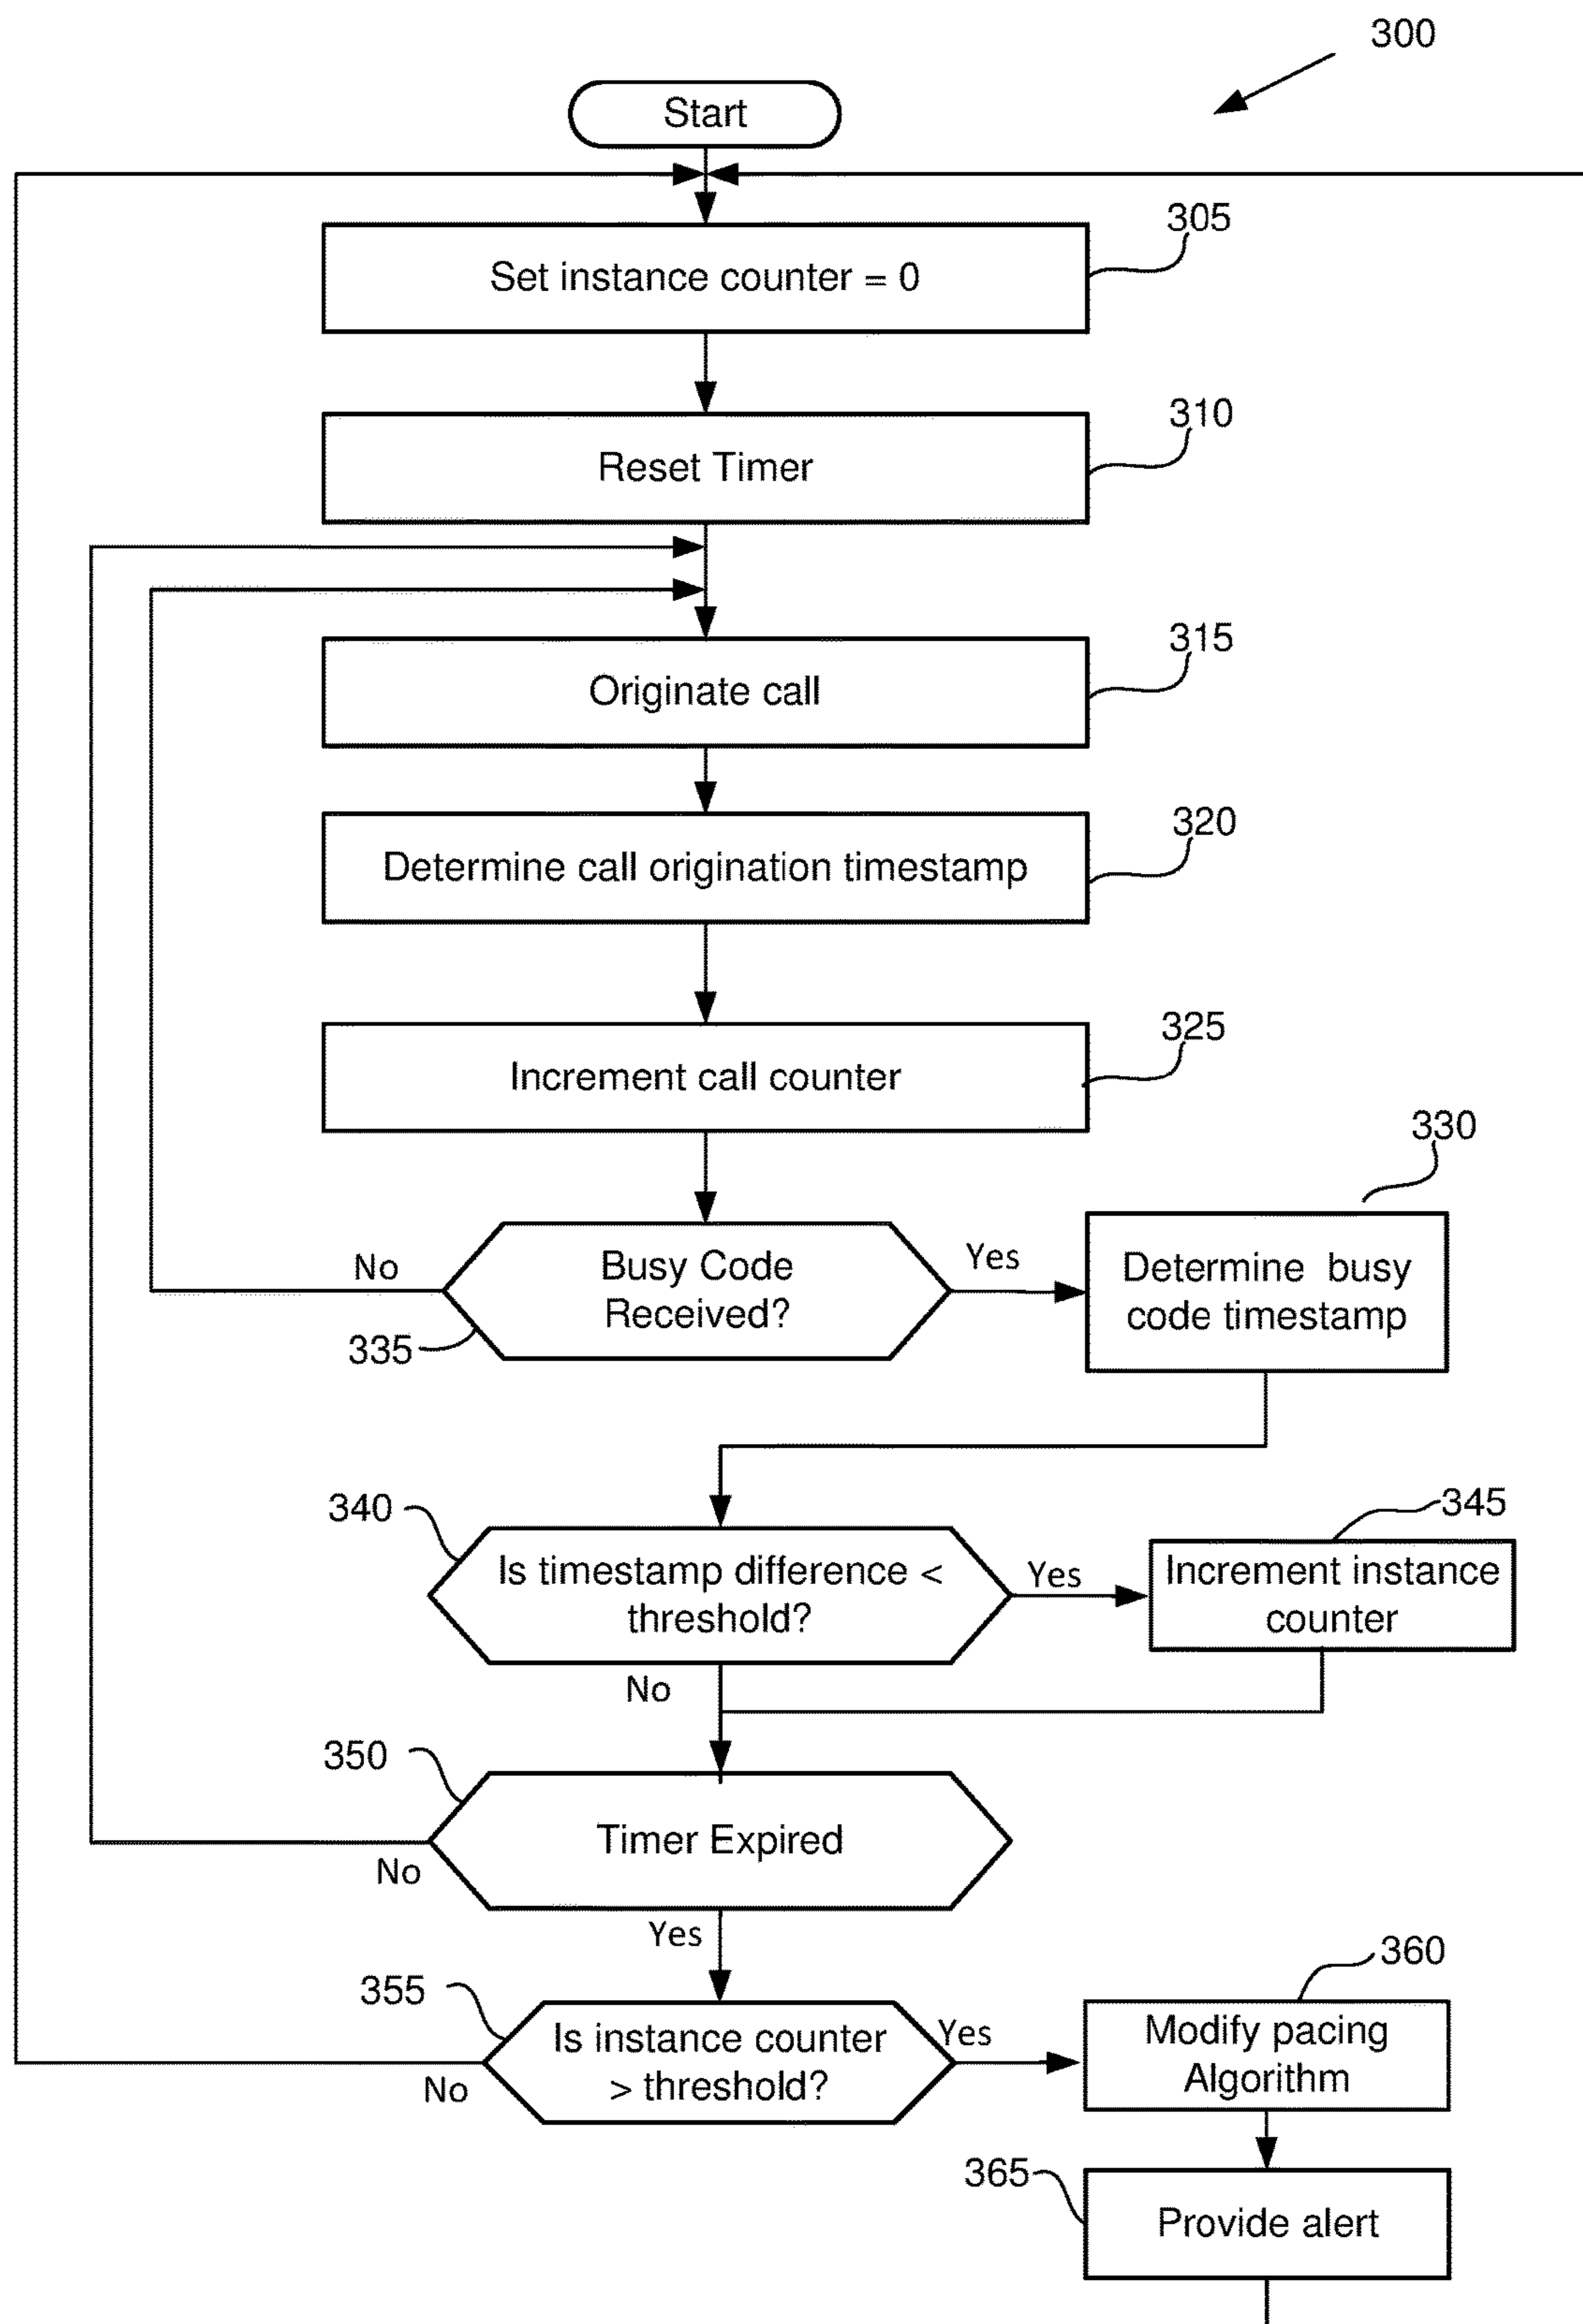 300
Start
305
Set instance counter = 0
310
Reset Timer
315
Originate call
320
Determine call origination timestamp
325
Increment call counter
330
No
Busy Code
Received?
Yes
Determine busy
code timestamp
335
340
345
Is timestamp difference <
threshold?
Yes
Increment instance
counter
No
350
Timer Expired
No
Yes
355
360
Is instance counter
> threshold?
Yes
Modify pacing
Algorithm
No
365
Provide alert